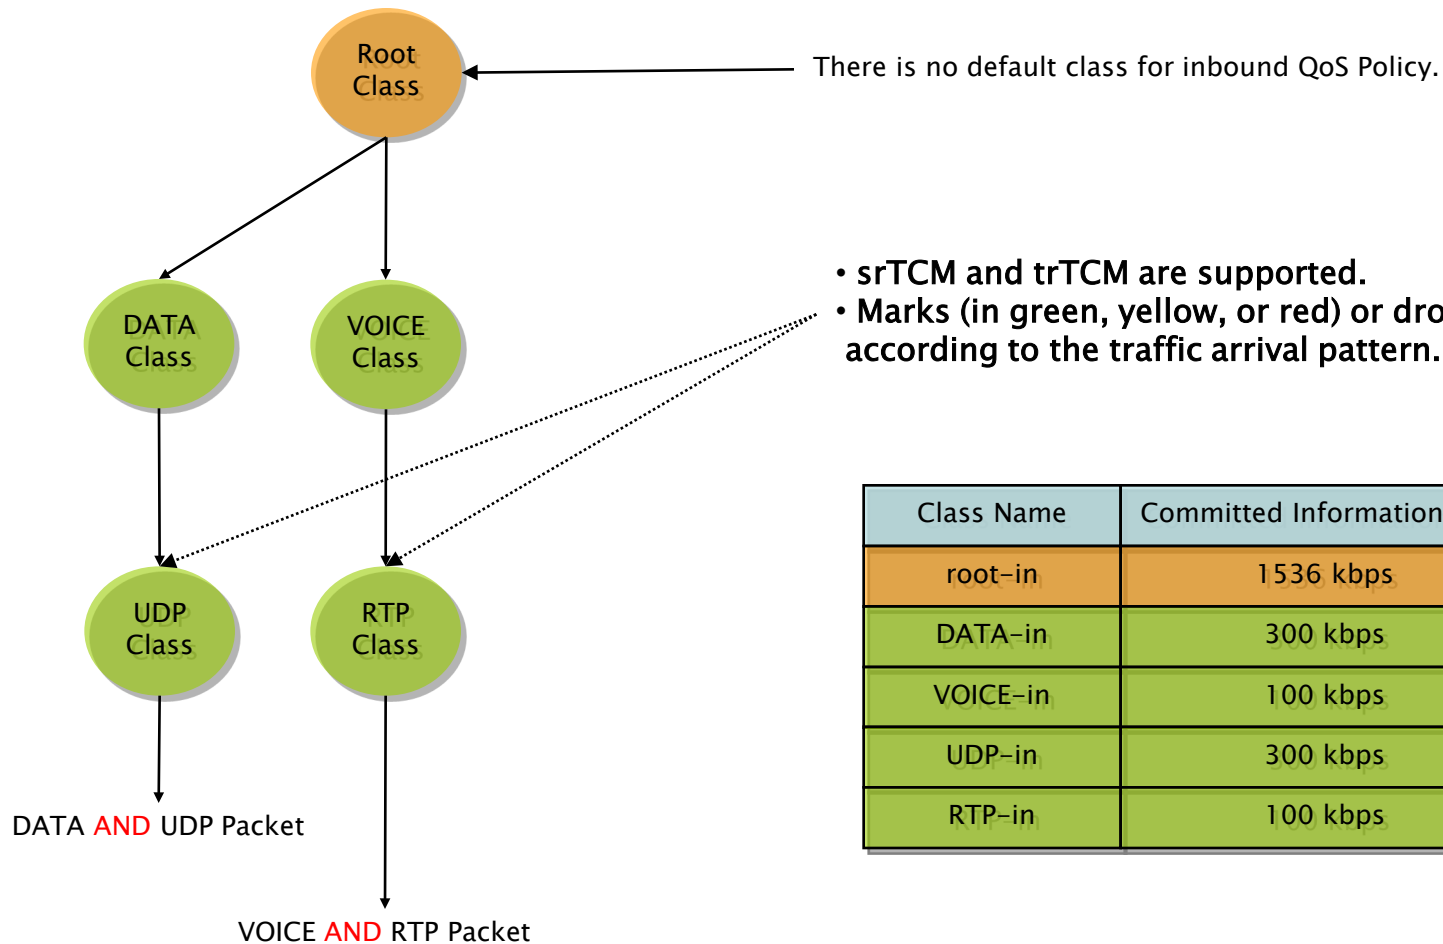 Root
Class
There is no default class for inbound QoS Policy.
DATA
Class
VOICE
Class
• srTCM and trTCM are supported.
• Marks (in green, yellow, or red) or
according to the traffic arrival pattern.
UDP
Class
RTP
Class
Class Name
Committed Information
root-in
1536 kbps
DATA-in
300 kbps
VOICE-in
100 kbps
UDP-in
300 kbps
RTP-in
100 kbps
DATA AND UDP Packet
VOICE AND RTP Packet